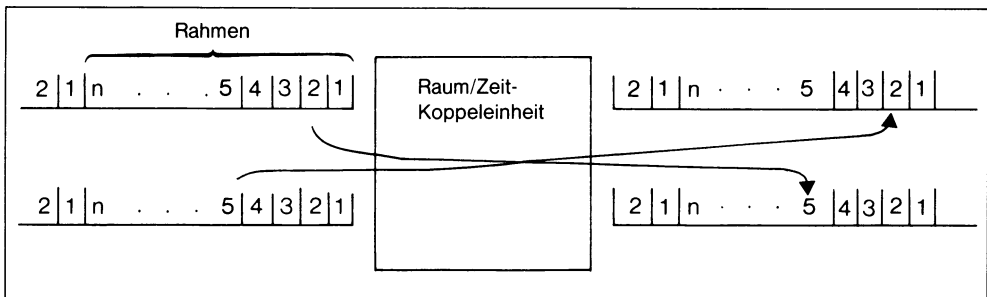 Rahmen
2 1 n . . . 5 4 3 2 1
Raum/Zeit-
Koppeleinheit
2 1 n · · · 5 4 3 2 1
2 1 n . . . 5 4 3 2 1
2 1 n · · · 5 4 3 2 1